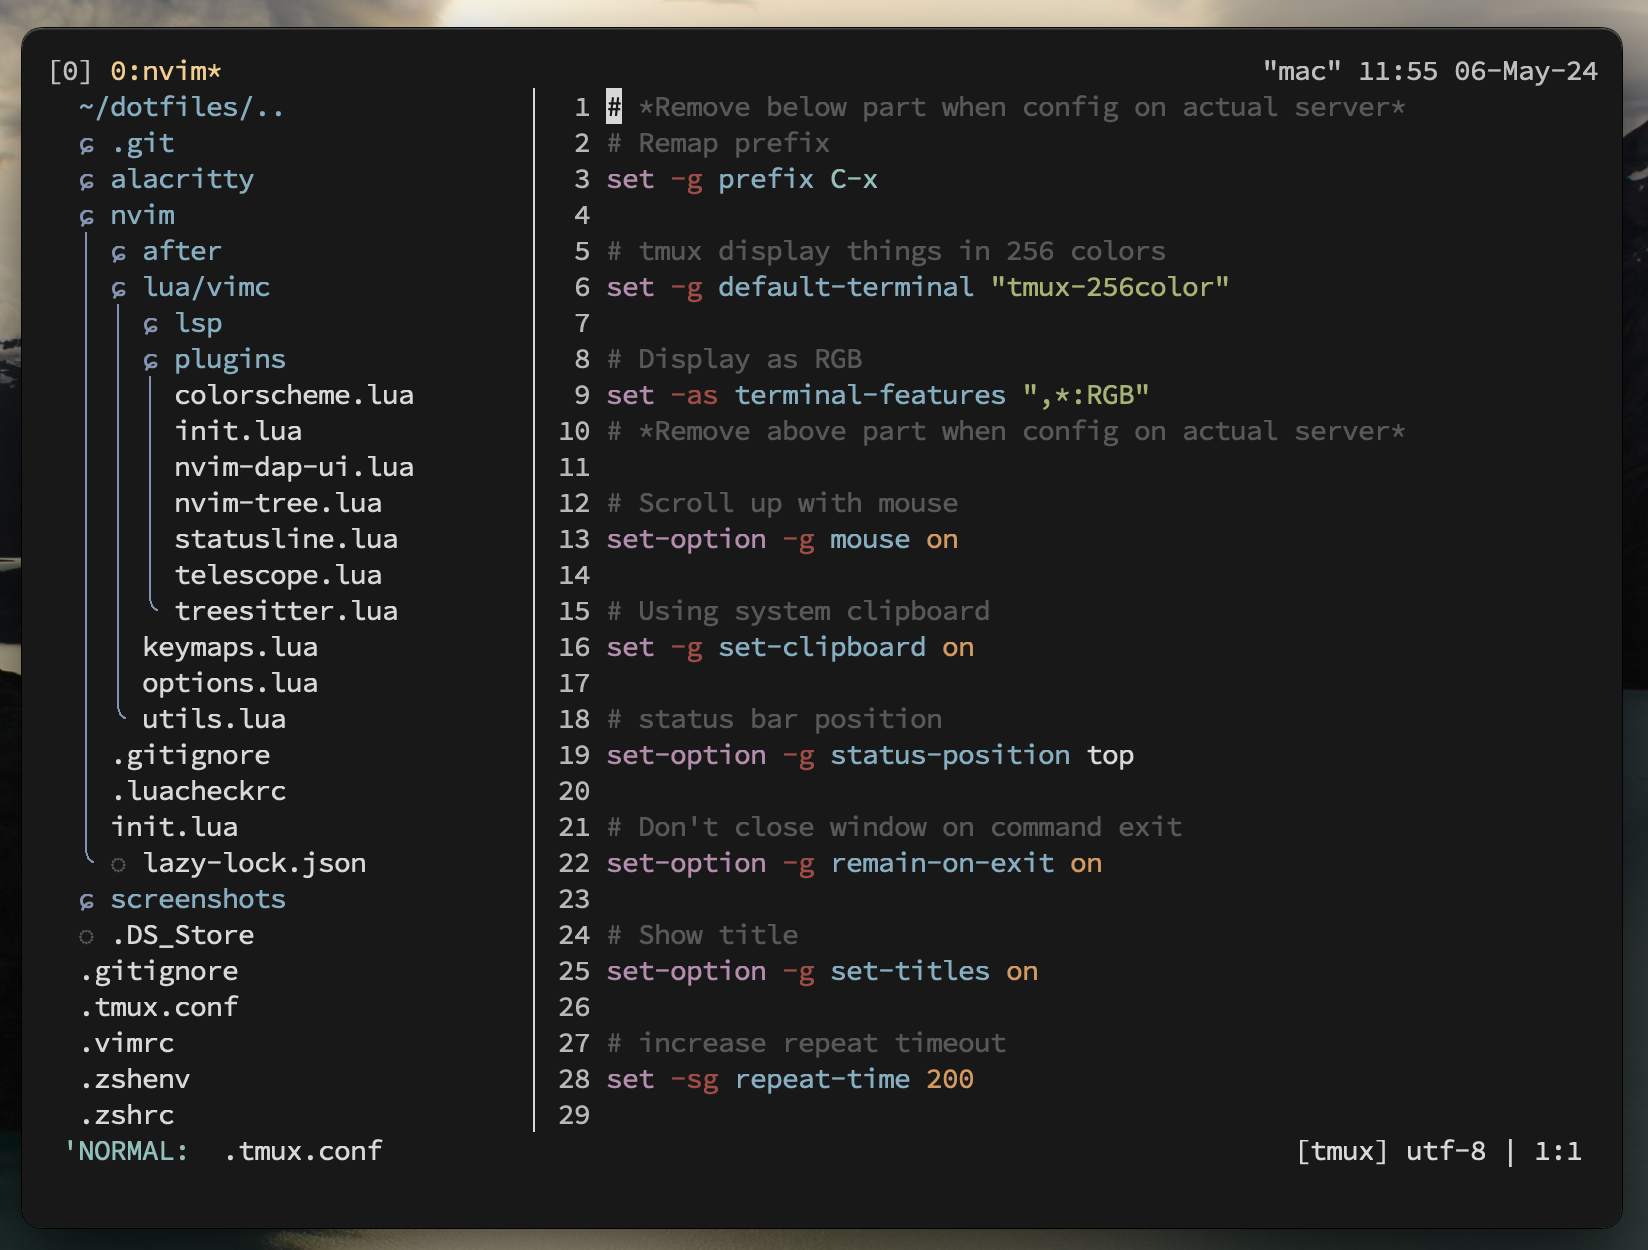 [0] 0:nvim* "mac" 11:55 06-May-24
~/dotfiles/..
.git
alacritty
nvim
after
lua/vimc
lsp
plugins
colorscheme.lua
init.lua
nvim-dap-ui.lua
nvim-tree.lua
statusline.lua
telescope.lua
treesitter.lua
keymaps.lua
options.lua
utils.lua
.gitignore
.luacheckrc
init.lua
lazy-lock.json
screenshots
.DS_Store
.gitignore
.tmux.conf
.vimrc
.zshenv
.zshrc
1 # *Remove below part when config on actual server*
2 # Remap prefix
3 set -g prefix C-x
4
5 # tmux display things in 256 colors
6 set -g default-terminal "tmux-256color"
7
8 # Display as RGB
9 set -as terminal-features ",*:RGB"
10 # *Remove above part when config on actual server*
11
12 # Scroll up with mouse
13 set-option -g mouse on
14
15 # Using system clipboard
16 set -g set-clipboard on
17
18 # status bar position
19 set-option -g status-position top
20
21 # Don't close window on command exit
22 set-option -g remain-on-exit on
23
24 # Show title
25 set-option -g set-titles on
26
27 # increase repeat timeout
28 set -sg repeat-time 200
29
'NORMAL: .tmux.conf [tmux] utf-8 | 1:1